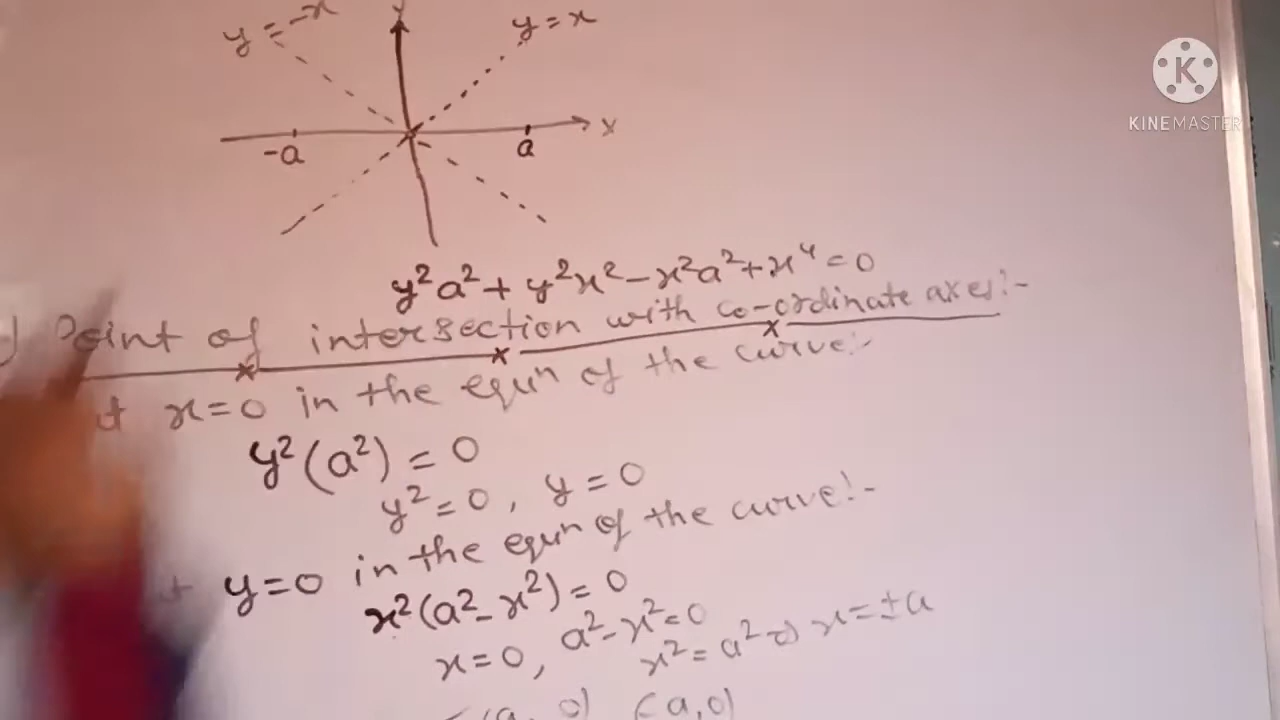 y = -x
y
y = x
x
-a
a
K
KINEMASTER
y²a² + y²x² - x²a² + x⁴ = 0
) Point of intersection with co-ordinate axes:-
x = 0 in the equn of the curve:-
y²(a²) = 0
y² = 0, y = 0
y = 0 in the equn of the curve:-
x²(a² - x²) = 0
x = 0, a² - x² = 0
x² = a² ⇒ x = ±a
(a, 0)